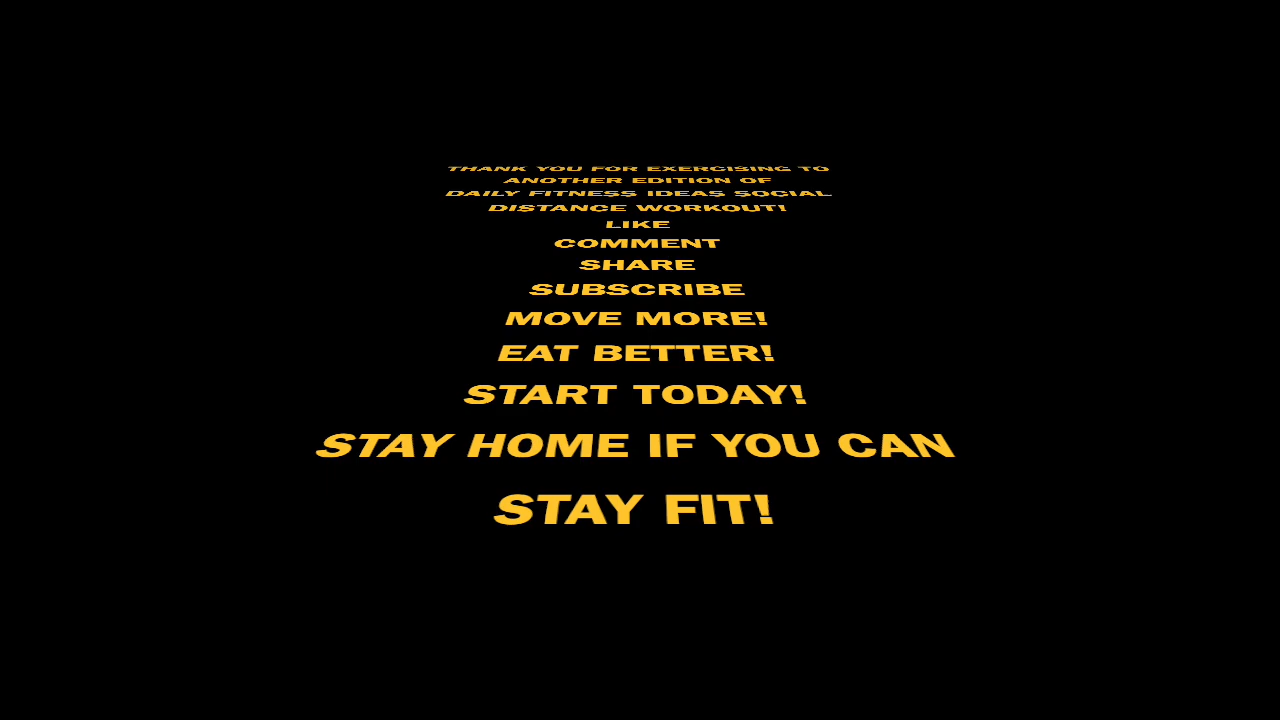 THANK YOU FOR EXERCISING TO
ANOTHER EDITION OF
DAILY FITNESS IDEAS SOCIAL
DISTANCE WORKOUT!
LIKE
COMMENT
SHARE
SUBSCRIBE
MOVE MORE!
EAT BETTER!
START TODAY!
STAY HOME IF YOU CAN
STAY FIT!